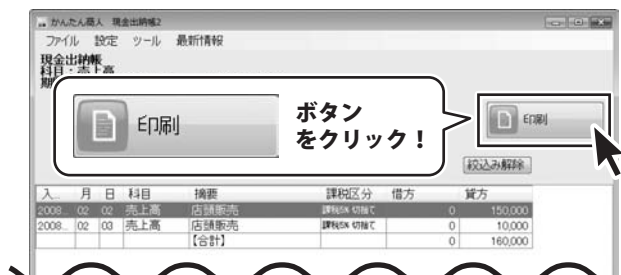 かんたん商人 現金出納帳2
ファイル 設定 ツール 最新情報
現金出納帳
科目：売上高
印刷
ボタン
をクリック！
印刷
絞込み解除
入... 月 日 科目 摘要 課税区分 借方 貸方
2008... 02 02 売上高 店頭販売 課税5% 切捨て 0 150,000
2008... 02 03 売上高 店頭販売 課税5% 切捨て 0 10,000
【合計】 0 160,000